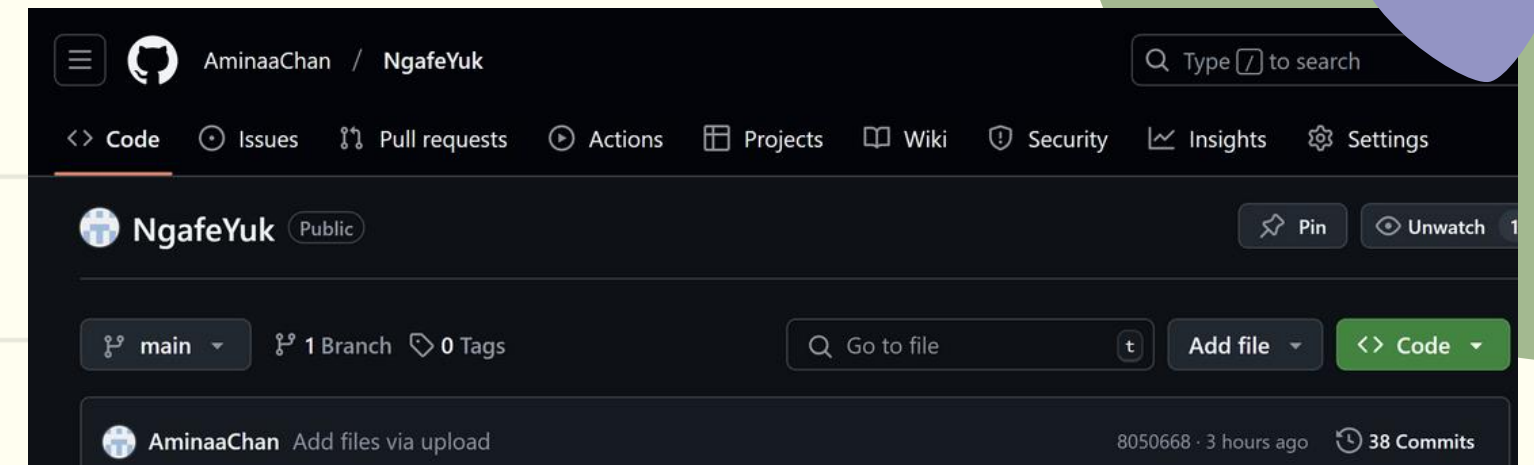 AminaaChan / NgafeYuk Type / to search
Code Issues Pull requests Actions Projects Wiki Security Insights Settings
NgafeYuk Public Pin Unwatch 1
main 1 Branch 0 Tags Go to file t Add file Code
AminaaChan Add files via upload 8050668 · 3 hours ago 38 Commits